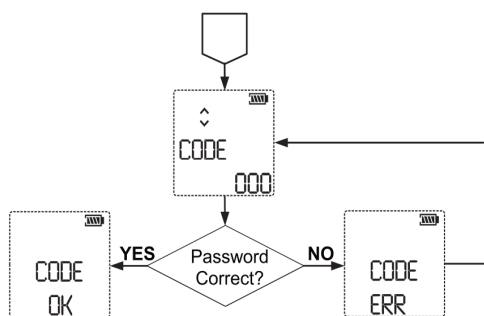 CODE
000
YES
Password
Correct?
NO
CODE
OK
CODE
ERR